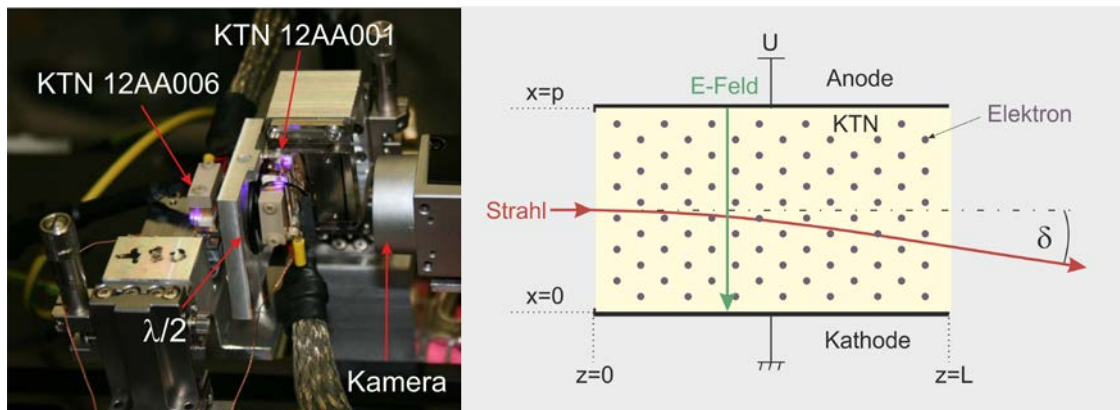 KTN 12AA001
KTN 12AA006
λ/2
Kamera
U
Anode
x=p
E-Feld
KTN
Elektron
Strahl
δ
x=0
Kathode
z=0
z=L